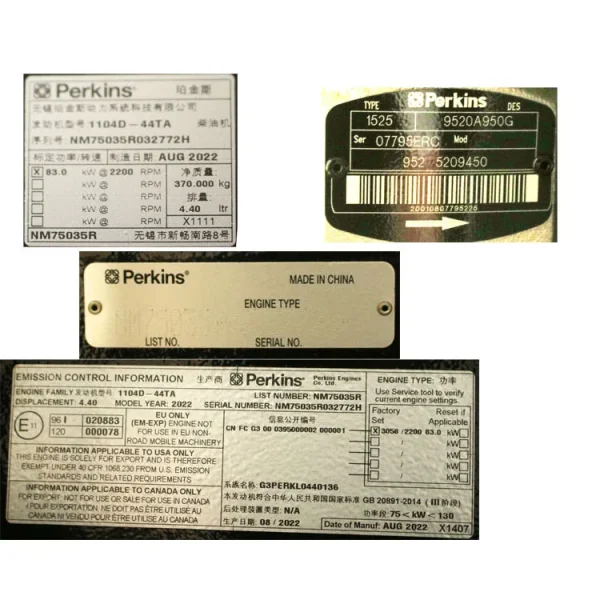 Perkins® 珀金斯
无锡珀金斯动力系统科技有限公司
发动机型号 1104D-44TA 柴油机
序列号: NM75035R032772H
标定功率/转速 制造日期 AUG 2022
X 83.0 kW @ 2200 RPM 净质量:
kW @ RPM 370.000 kg
kW @ RPM 排量:
kW @ RPM 4.40 ltr
kW @ RPM X1111
NM75035R 无锡市新畅南路8号
Perkins
TYPE DES
1525 9520A950G
Ser 07795ERC Mod
952 5209450
20010807795276
Perkins®
MADE IN CHINA
ENGINE TYPE
LIST NO. SERIAL NO.
EMISSION CONTROL INFORMATION 生产商 Perkins® Perkins Engines Co. Ltd.
ENGINE FAMILY 发动机型号 1104D-44TA LIST NUMBER: NM75035R
DISPLACEMENT: 4.40 MODEL YEAR: 2022 SERIAL NUMBER: NM75035R032772H
E11 96 I 020883
120 000078
EU ONLY
(EM-EXP) ENGINE NOT
FOR USE IN EU NON-
ROAD MOBILE MACHINERY
INFORMATION APPLICABLE TO USA ONLY
THIS ENGINE IS SOLELY FOR EXPORT AND IS THEREFORE
EXEMPT UNDER 40 CFR 1068.230 FROM U.S. EMISSION
STANDARDS AND RELATED REQUIREMENTS
INFORMATION APPLICABLE TO CANADA ONLY
FOR EXPORT - NOT FOR USE OR SALE FOR USE IN CANADA
POUR L'EXPORTATION - NE DOIT PAS ÊTRE UTILISÉ AU
CANADA NI VENDU POUR ÊTRE UTILISÉ AU CANADA
信息公开编号
CN FC G3 00 0395000002 000001
系族名称: G3PERKL0440136
本发动机符合中华人民共和国国家标准 GB 20891-2014 (III阶段)
后处理装置类型: N/A 功率段: 75<kW<130
生产日期 08/2022 Date of Manuf: AUG 2022 X1407
ENGINE TYPE: 功率
Use Service tool to verify
current engine settings.
Factory Set Reset if Applicable
X 3056/2200 83.0 kW
kW
kW
kW